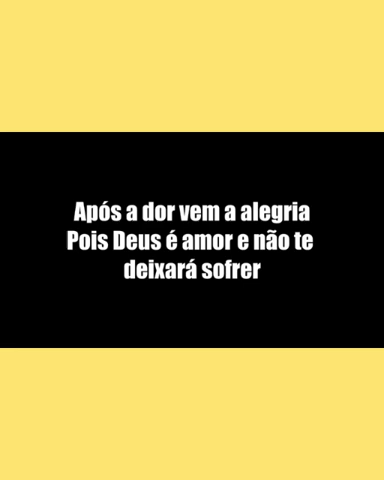 Após a dor vem a alegria
Pois Deus é amor e não te
deixará sofrer